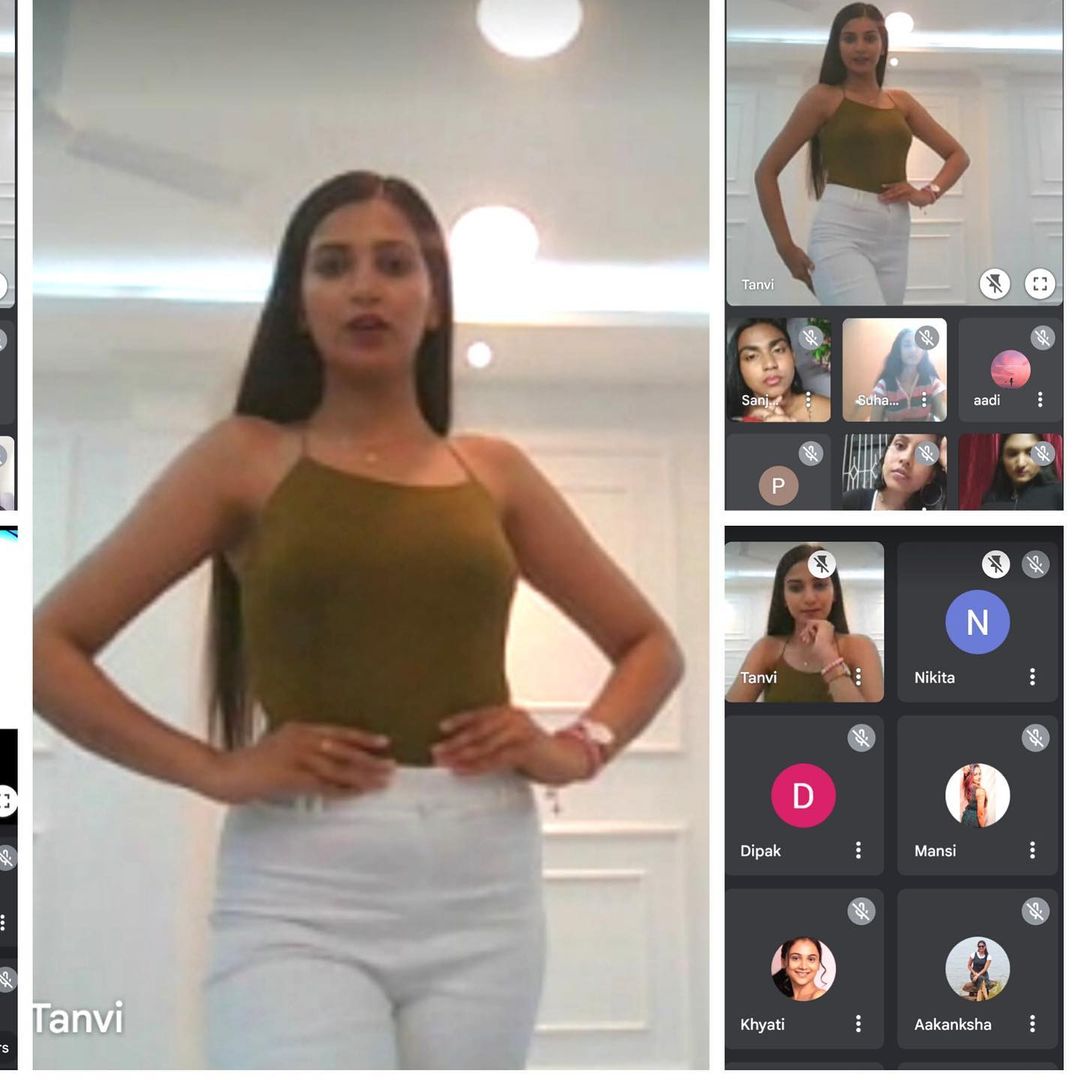 Tanvi
rs
Tanvi
Sanj...
Suha...
aadi
P
Tanvi
N
Nikita
D
Dipak
Mansi
Khyati
Aakanksha